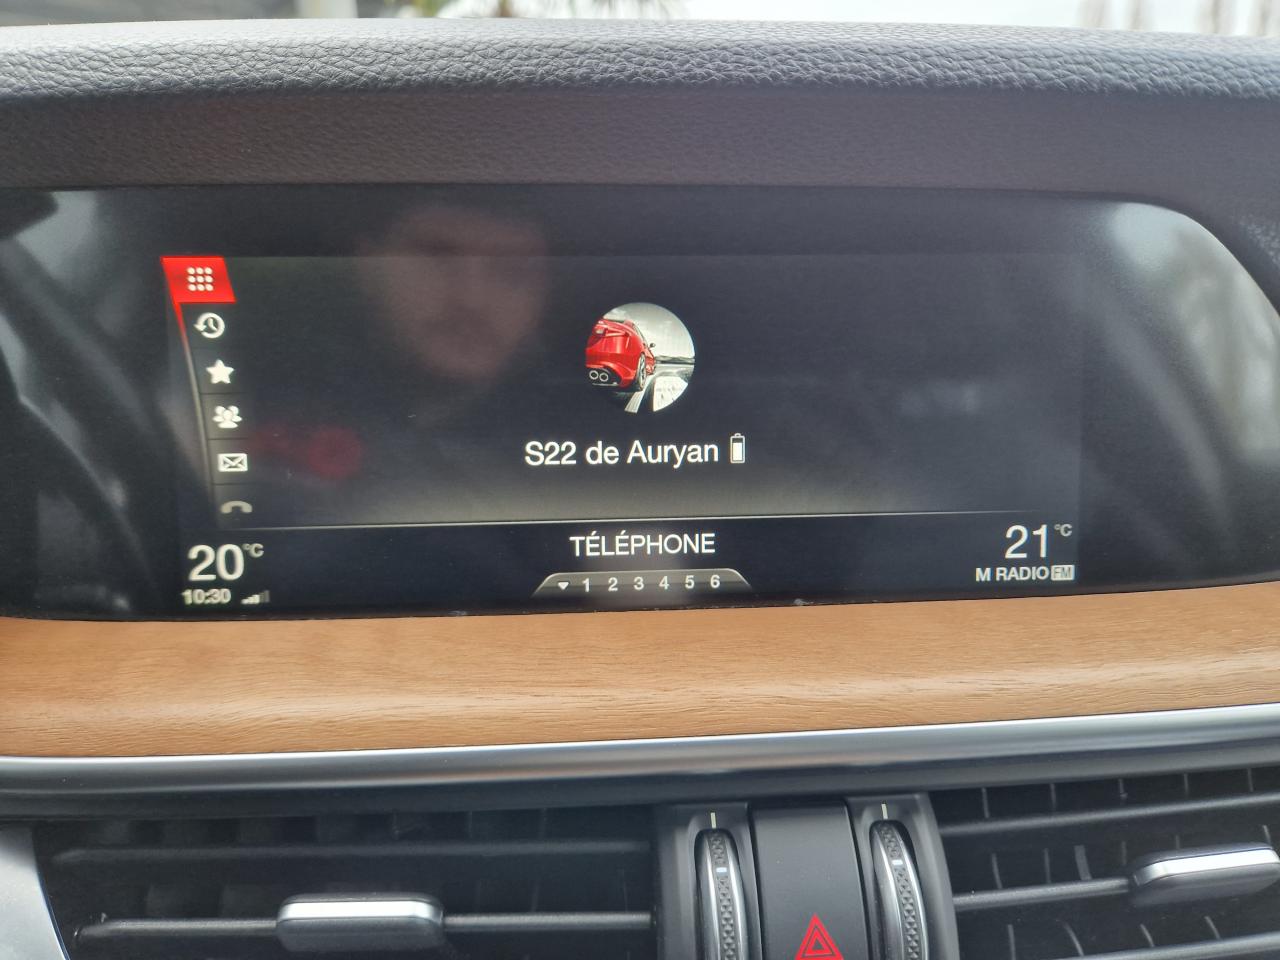 S22 de Auryan
TÉLÉPHONE
20°C
10:30
1 2 3 4 5 6
21°C
M RADIO FM